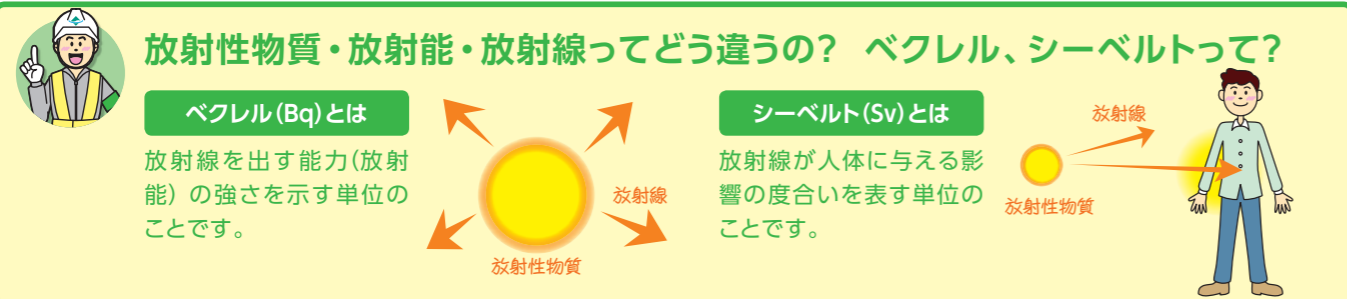 放射性物質・放射能・放射線ってどう違うの？　ベクレル、シーベルトって？
ベクレル（Bq）とは
放射線を出す能力（放射
能）の強さを示す単位の
ことです。
放射線
放射性物質
シーベルト（Sv）とは
放射線が人体に与える影
響の度合いを表す単位の
ことです。
放射線
放射性物質